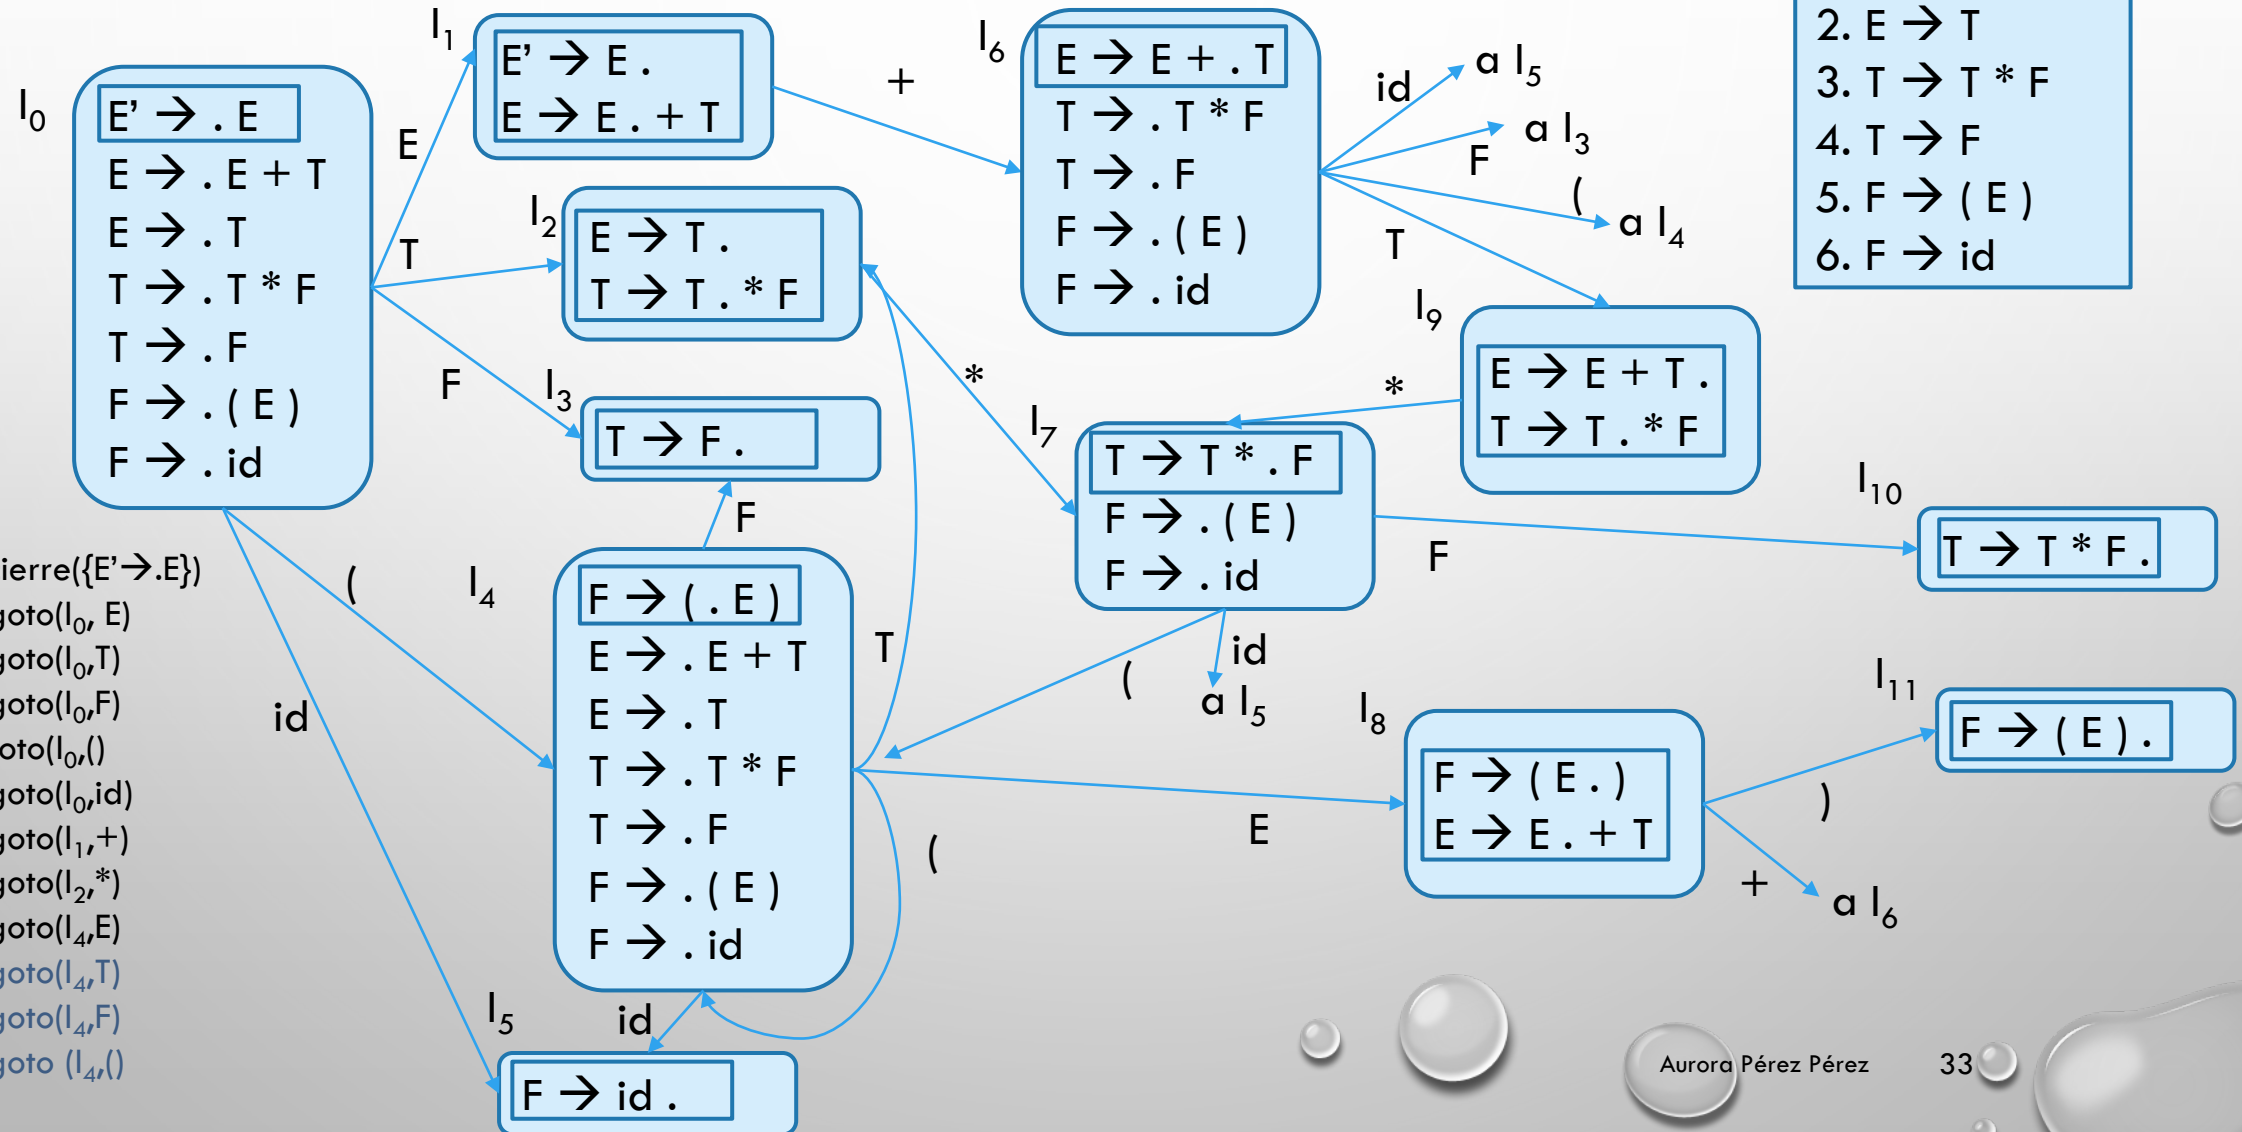 I0
E’ → . E
E → . E + T
E → . T
T → . T * F
T → . F
F → . ( E )
F → . id
E
T
F
(
id
I1
E’ → E .
E → E . + T
+
I2
E → T .
T → T . * F
*
I3
T → F .
F
I4
F → ( . E )
E → . E + T
E → . T
T → . T * F
T → . F
F → . ( E )
F → . id
T
(
E
id
I5
F → id .
I6
E → E + . T
T → . T * F
T → . F
F → . ( E )
F → . id
id
a I5
F
a I3
(
a I4
T
I7
T → T * . F
F → . ( E )
F → . id
(
id
a I5
F
I8
F → ( E . )
E → E . + T
)
+
a I6
I9
E → E + T .
T → T . * F
*
I10
T → T * F .
I11
F → ( E ) .
2. E → T
3. T → T * F
4. T → F
5. F → ( E )
6. F → id
ierre({E’→.E})
goto(I0, E)
goto(I0,T)
goto(I0,F)
oto(I0,()
goto(I0,id)
goto(I1,+)
goto(I2,*)
goto(I4,E)
goto(I4,T)
goto(I4,F)
goto (I4,()
Aurora Pérez Pérez
33